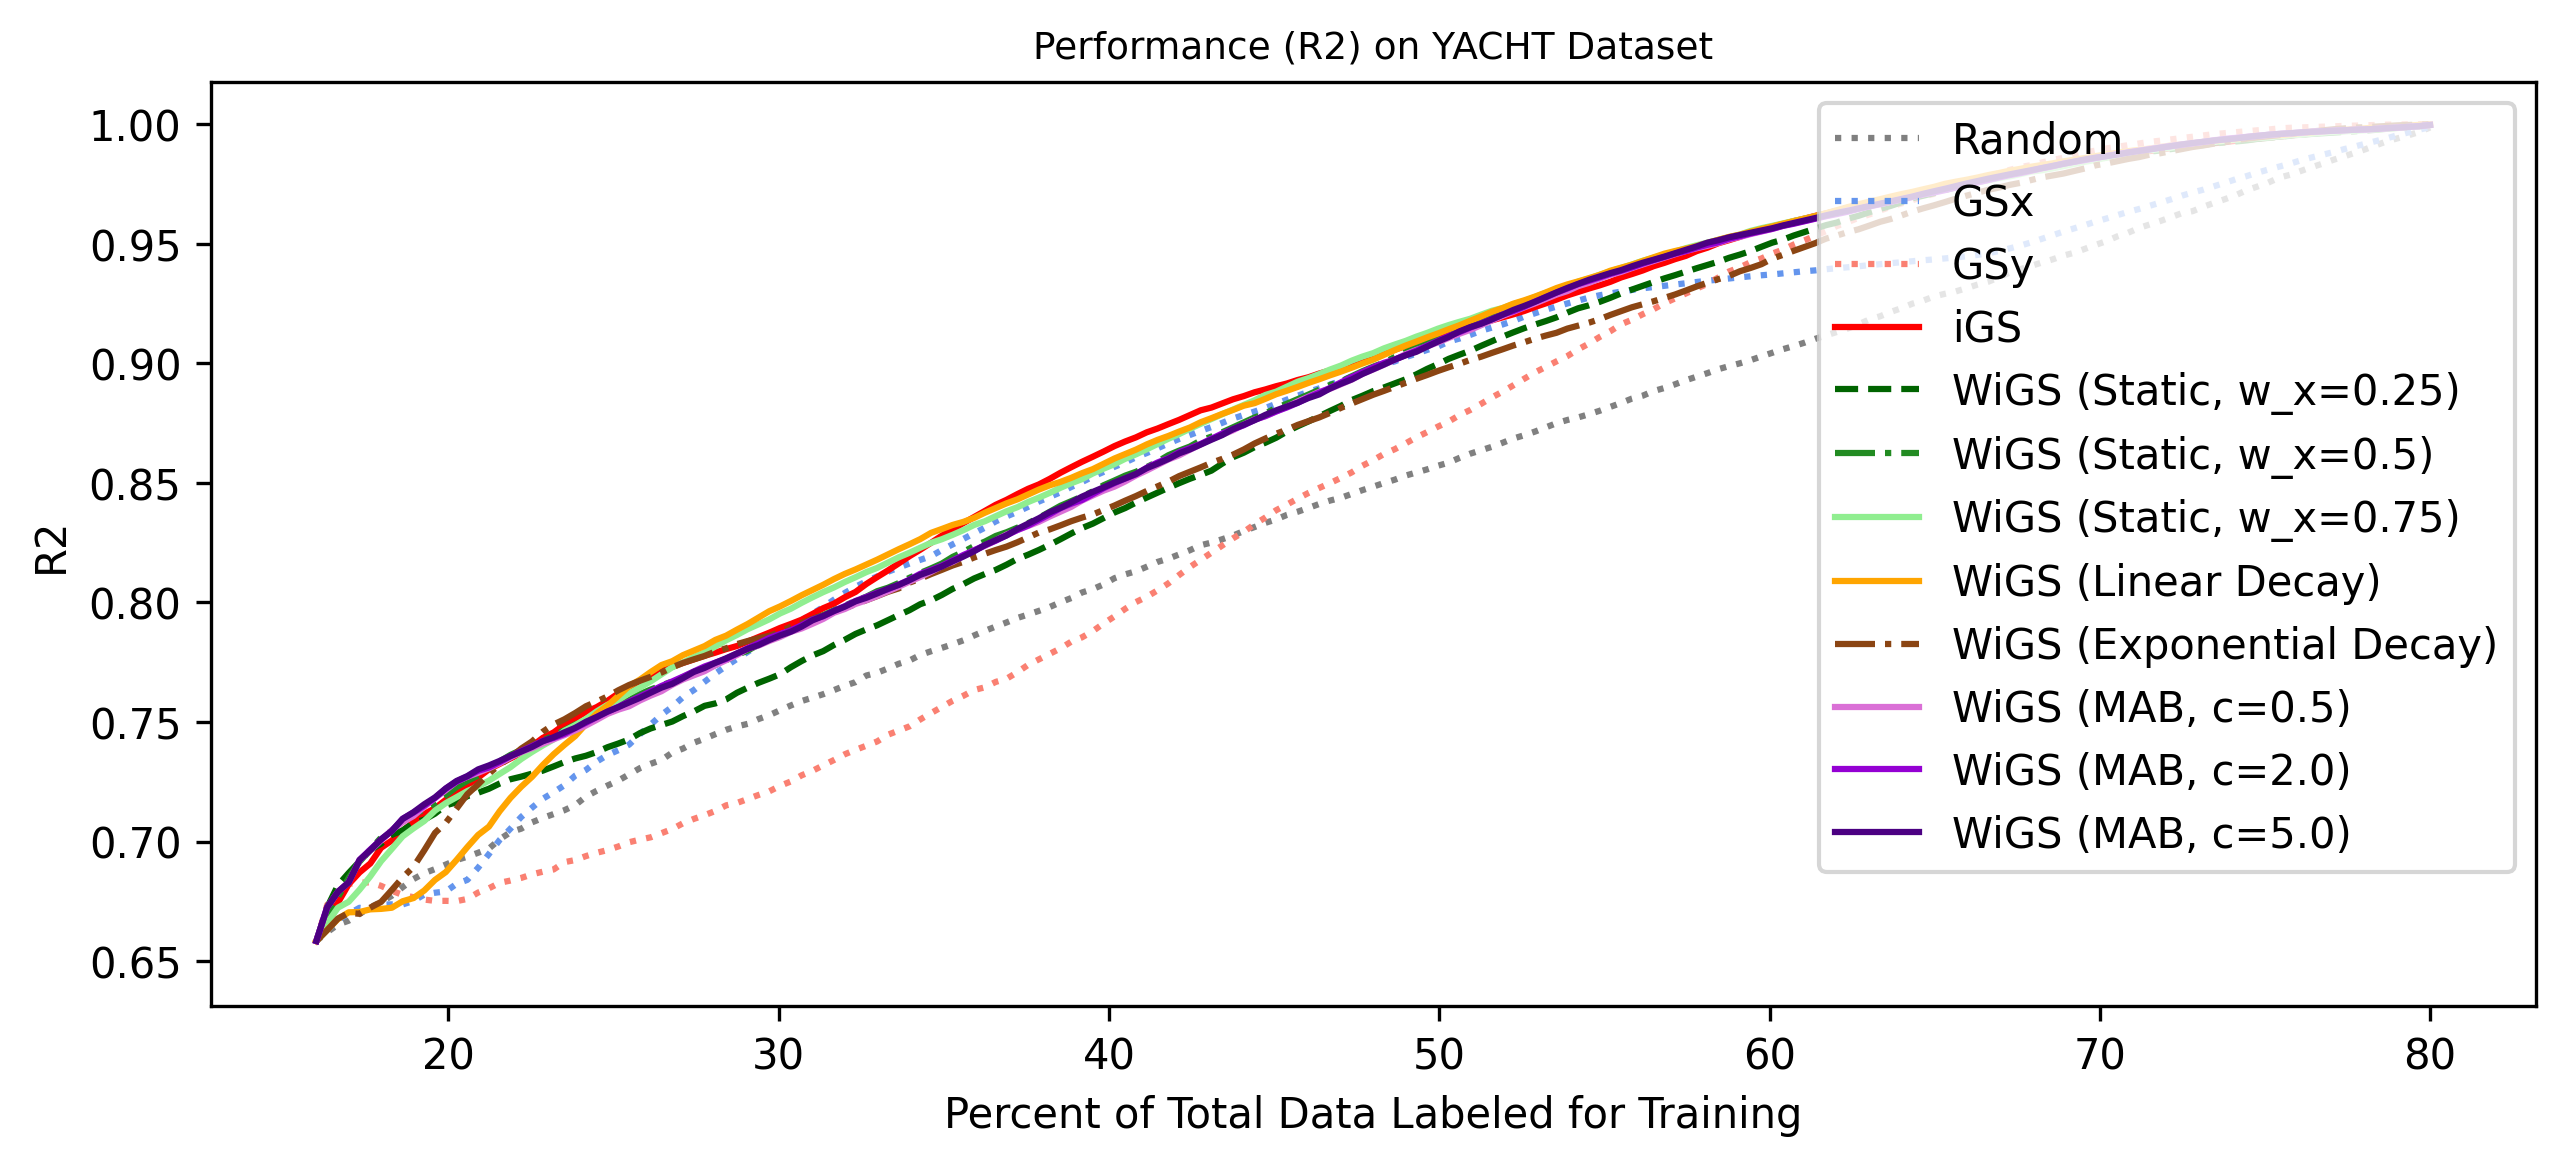 Performance (R2) on YACHT Dataset
1.00
0.95
0.90
0.85
0.80
0.75
0.70
0.65
R2
20 30 40 50 60 70 80
Percent of Total Data Labeled for Training
Random
GSx
GSy
iGS
WiGS (Static, w_x=0.25)
WiGS (Static, w_x=0.5)
WiGS (Static, w_x=0.75)
WiGS (Linear Decay)
WiGS (Exponential Decay)
WiGS (MAB, c=0.5)
WiGS (MAB, c=2.0)
WiGS (MAB, c=5.0)